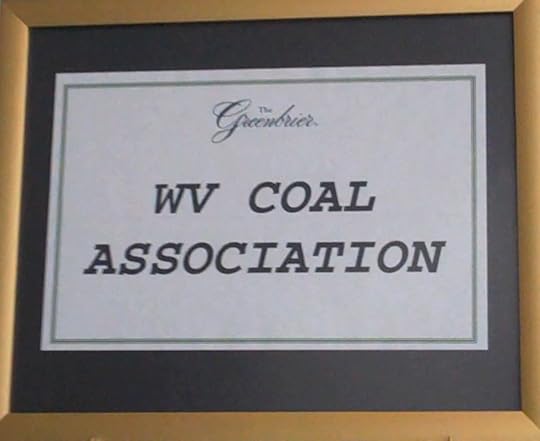 The
Greenbrier
WV COAL
ASSOCIATION